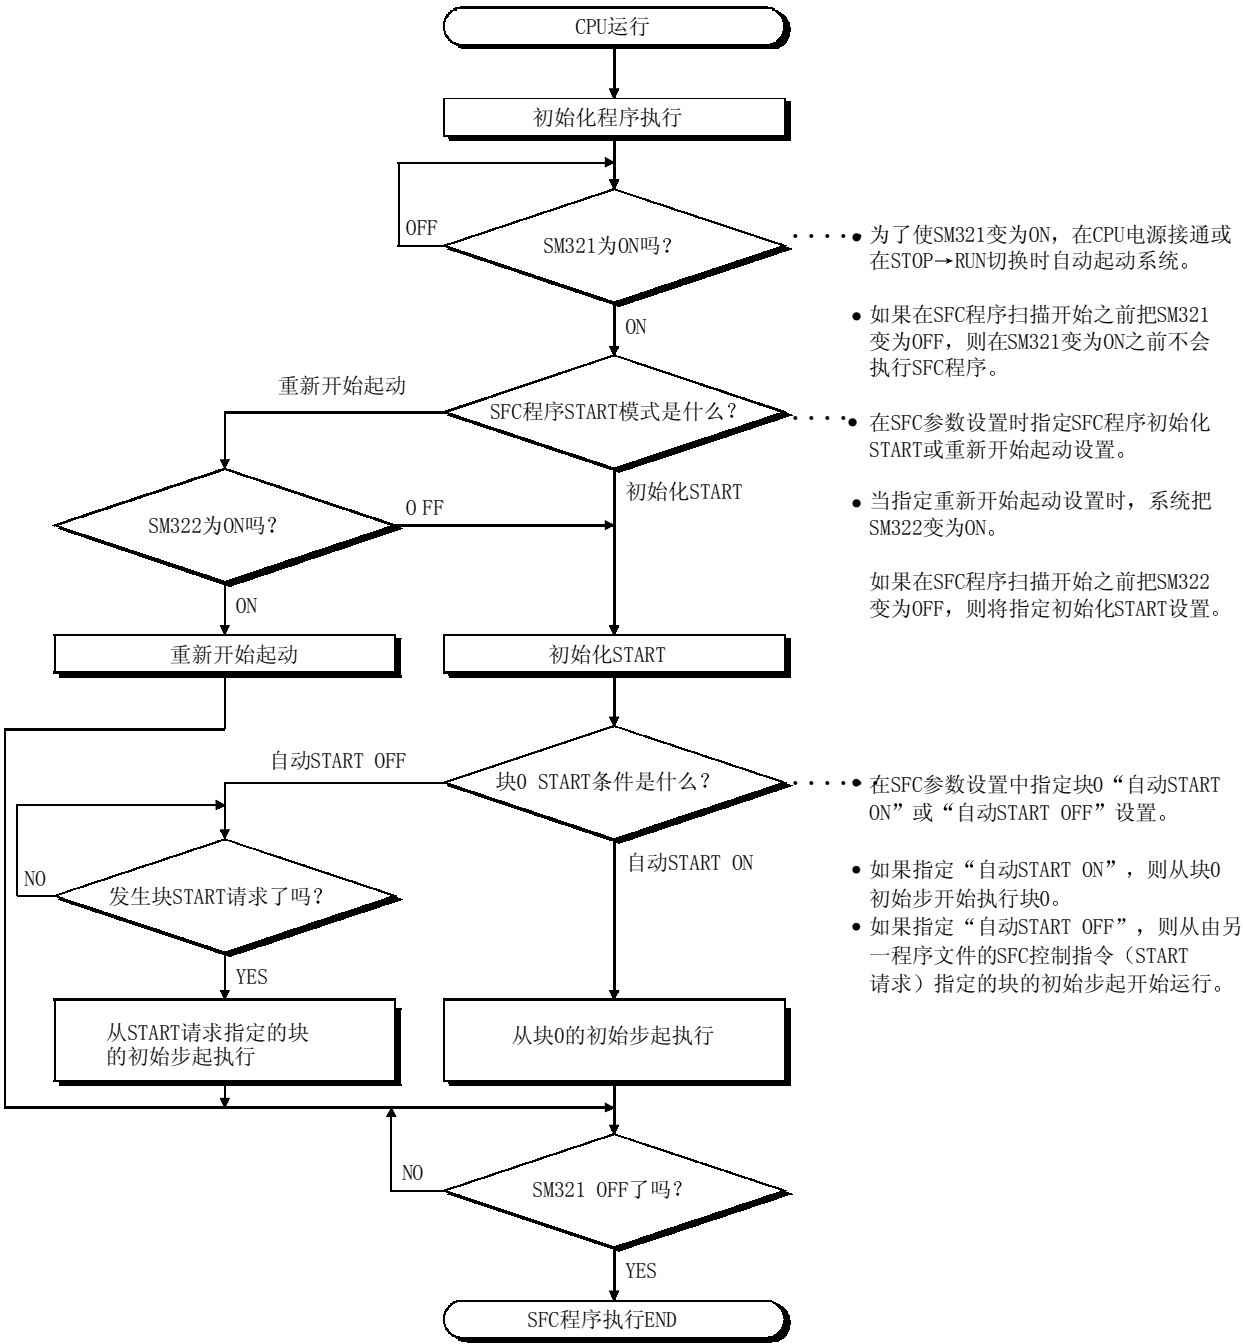 CPU运行
初始化程序执行
OFF
SM321为ON吗?
• 为了使SM321变为ON，在CPU电源接通或
在STOP→RUN切换时自动起动系统。
ON
• 如果在SFC程序扫描开始之前把SM321
变为OFF，则在SM321变为ON之前不会
执行SFC程序。
重新开始起动
SFC程序START模式是什么?
• 在SFC参数设置时指定SFC程序初始化
START或重新开始起动设置。
初始化START
SM322为ON吗?
O FF
• 当指定重新开始起动设置时，系统把
SM322变为ON。
如果在SFC程序扫描开始之前把SM322
变为OFF，则将指定初始化START设置。
ON
重新开始起动
初始化START
自动START OFF
块0 START条件是什么?
在SFC参数设置中指定块0“自动START
ON”或“自动START OFF”设置。
自动START ON
NO
发生块START请求了吗?
• 如果指定“自动START ON”，则从块0
初始步开始执行块0。
• 如果指定“自动START OFF”，则从由另
一程序文件的SFC控制指令（START
请求）指定的块的初始步起开始运行。
YES
从START请求指定的块
的初始步起执行
从块0的初始步起执行
NO
SM321 OFF了吗?
YES
SFC程序执行END